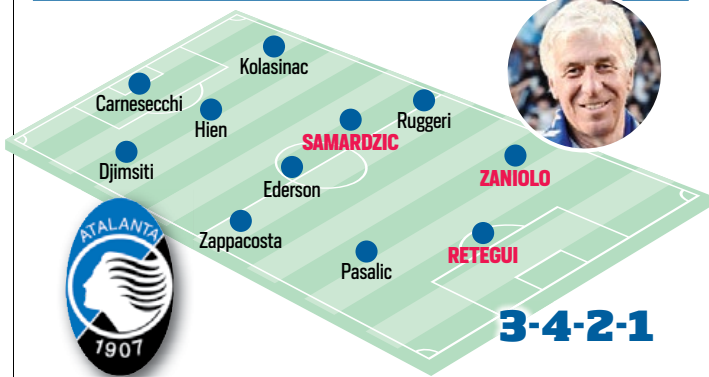 Kolasinac
Carnesecchi
Hien
Ruggeri
SAMARDZIC
Djimsiti
ZANIOLO
Ederson
Zappacosta
RETEGUI
Pasalic
ATALANTA
1907
3-4-2-1